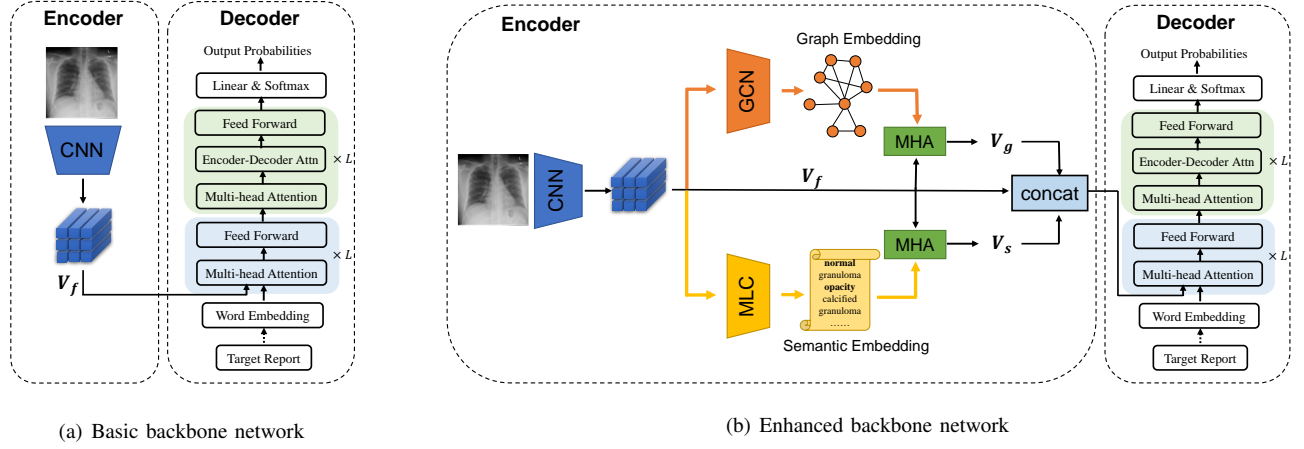 Encoder
CNN
V_f
Decoder
Output Probabilities
Linear & Softmax
Feed Forward
Encoder-Decoder Attn
× L
Multi-head Attention
Feed Forward
× L
Multi-head Attention
Word Embedding
Target Report
(a) Basic backbone network
Encoder
CNN
GCN
Graph Embedding
MHA
V_g
V_f
concat
MHA
V_s
MLC
normal
granuloma
opacity
calcified
granuloma
......
Semantic Embedding
Decoder
Output Probabilities
Linear & Softmax
Feed Forward
Encoder-Decoder Attn
× L
Multi-head Attention
Feed Forward
× L
Multi-head Attention
Word Embedding
Target Report
(b) Enhanced backbone network